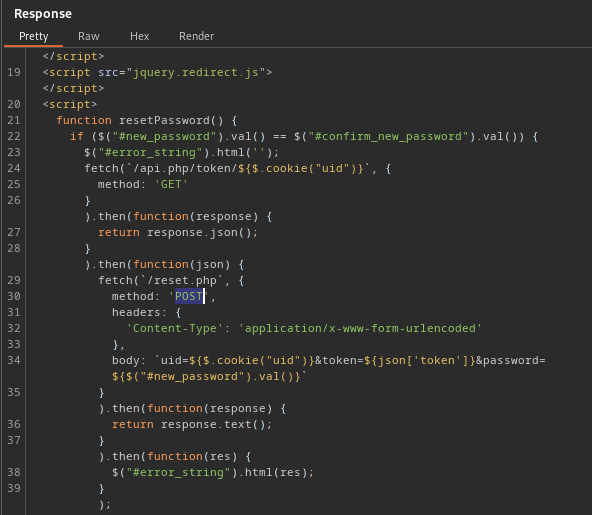 Response
Pretty Raw Hex Render
</script>
19 <script src="jquery.redirect.js">
</script>
20 <script>
21 function resetPassword() {
22 if ($("#new_password").val() == $("#confirm_new_password").val()) {
23 $("#error_string").html('');
24 fetch(`/api.php/token/${$.cookie("uid")}`, {
25 method: 'GET'
26 }
).then(function(response) {
27 return response.json();
28 }
).then(function(json) {
29 fetch(`/reset.php`, {
30 method: 'POST',
31 headers: {
32 'Content-Type': 'application/x-www-form-urlencoded'
33 },
34 body: `uid=${$.cookie("uid")}&token=${json['token']}&password=
${$("#new_password").val()}`
35 }
).then(function(response) {
36 return response.text();
37 }
).then(function(res) {
38 $("#error_string").html(res);
39 }
);